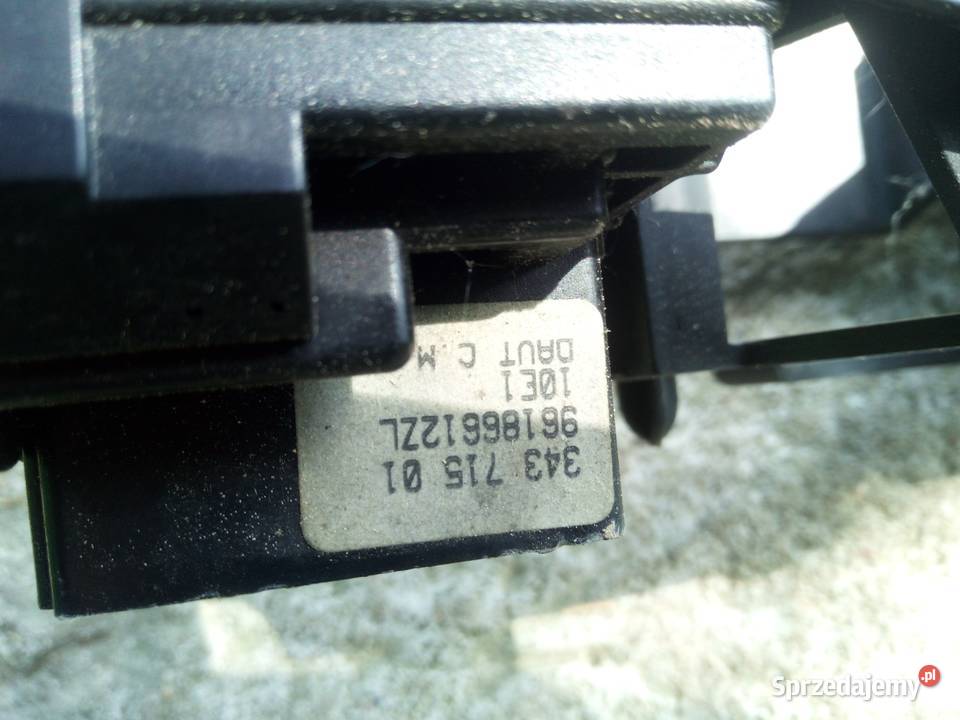 343 715 01
96186612ZL
10E1
DAUT C.M
Sprzedajemy.pl